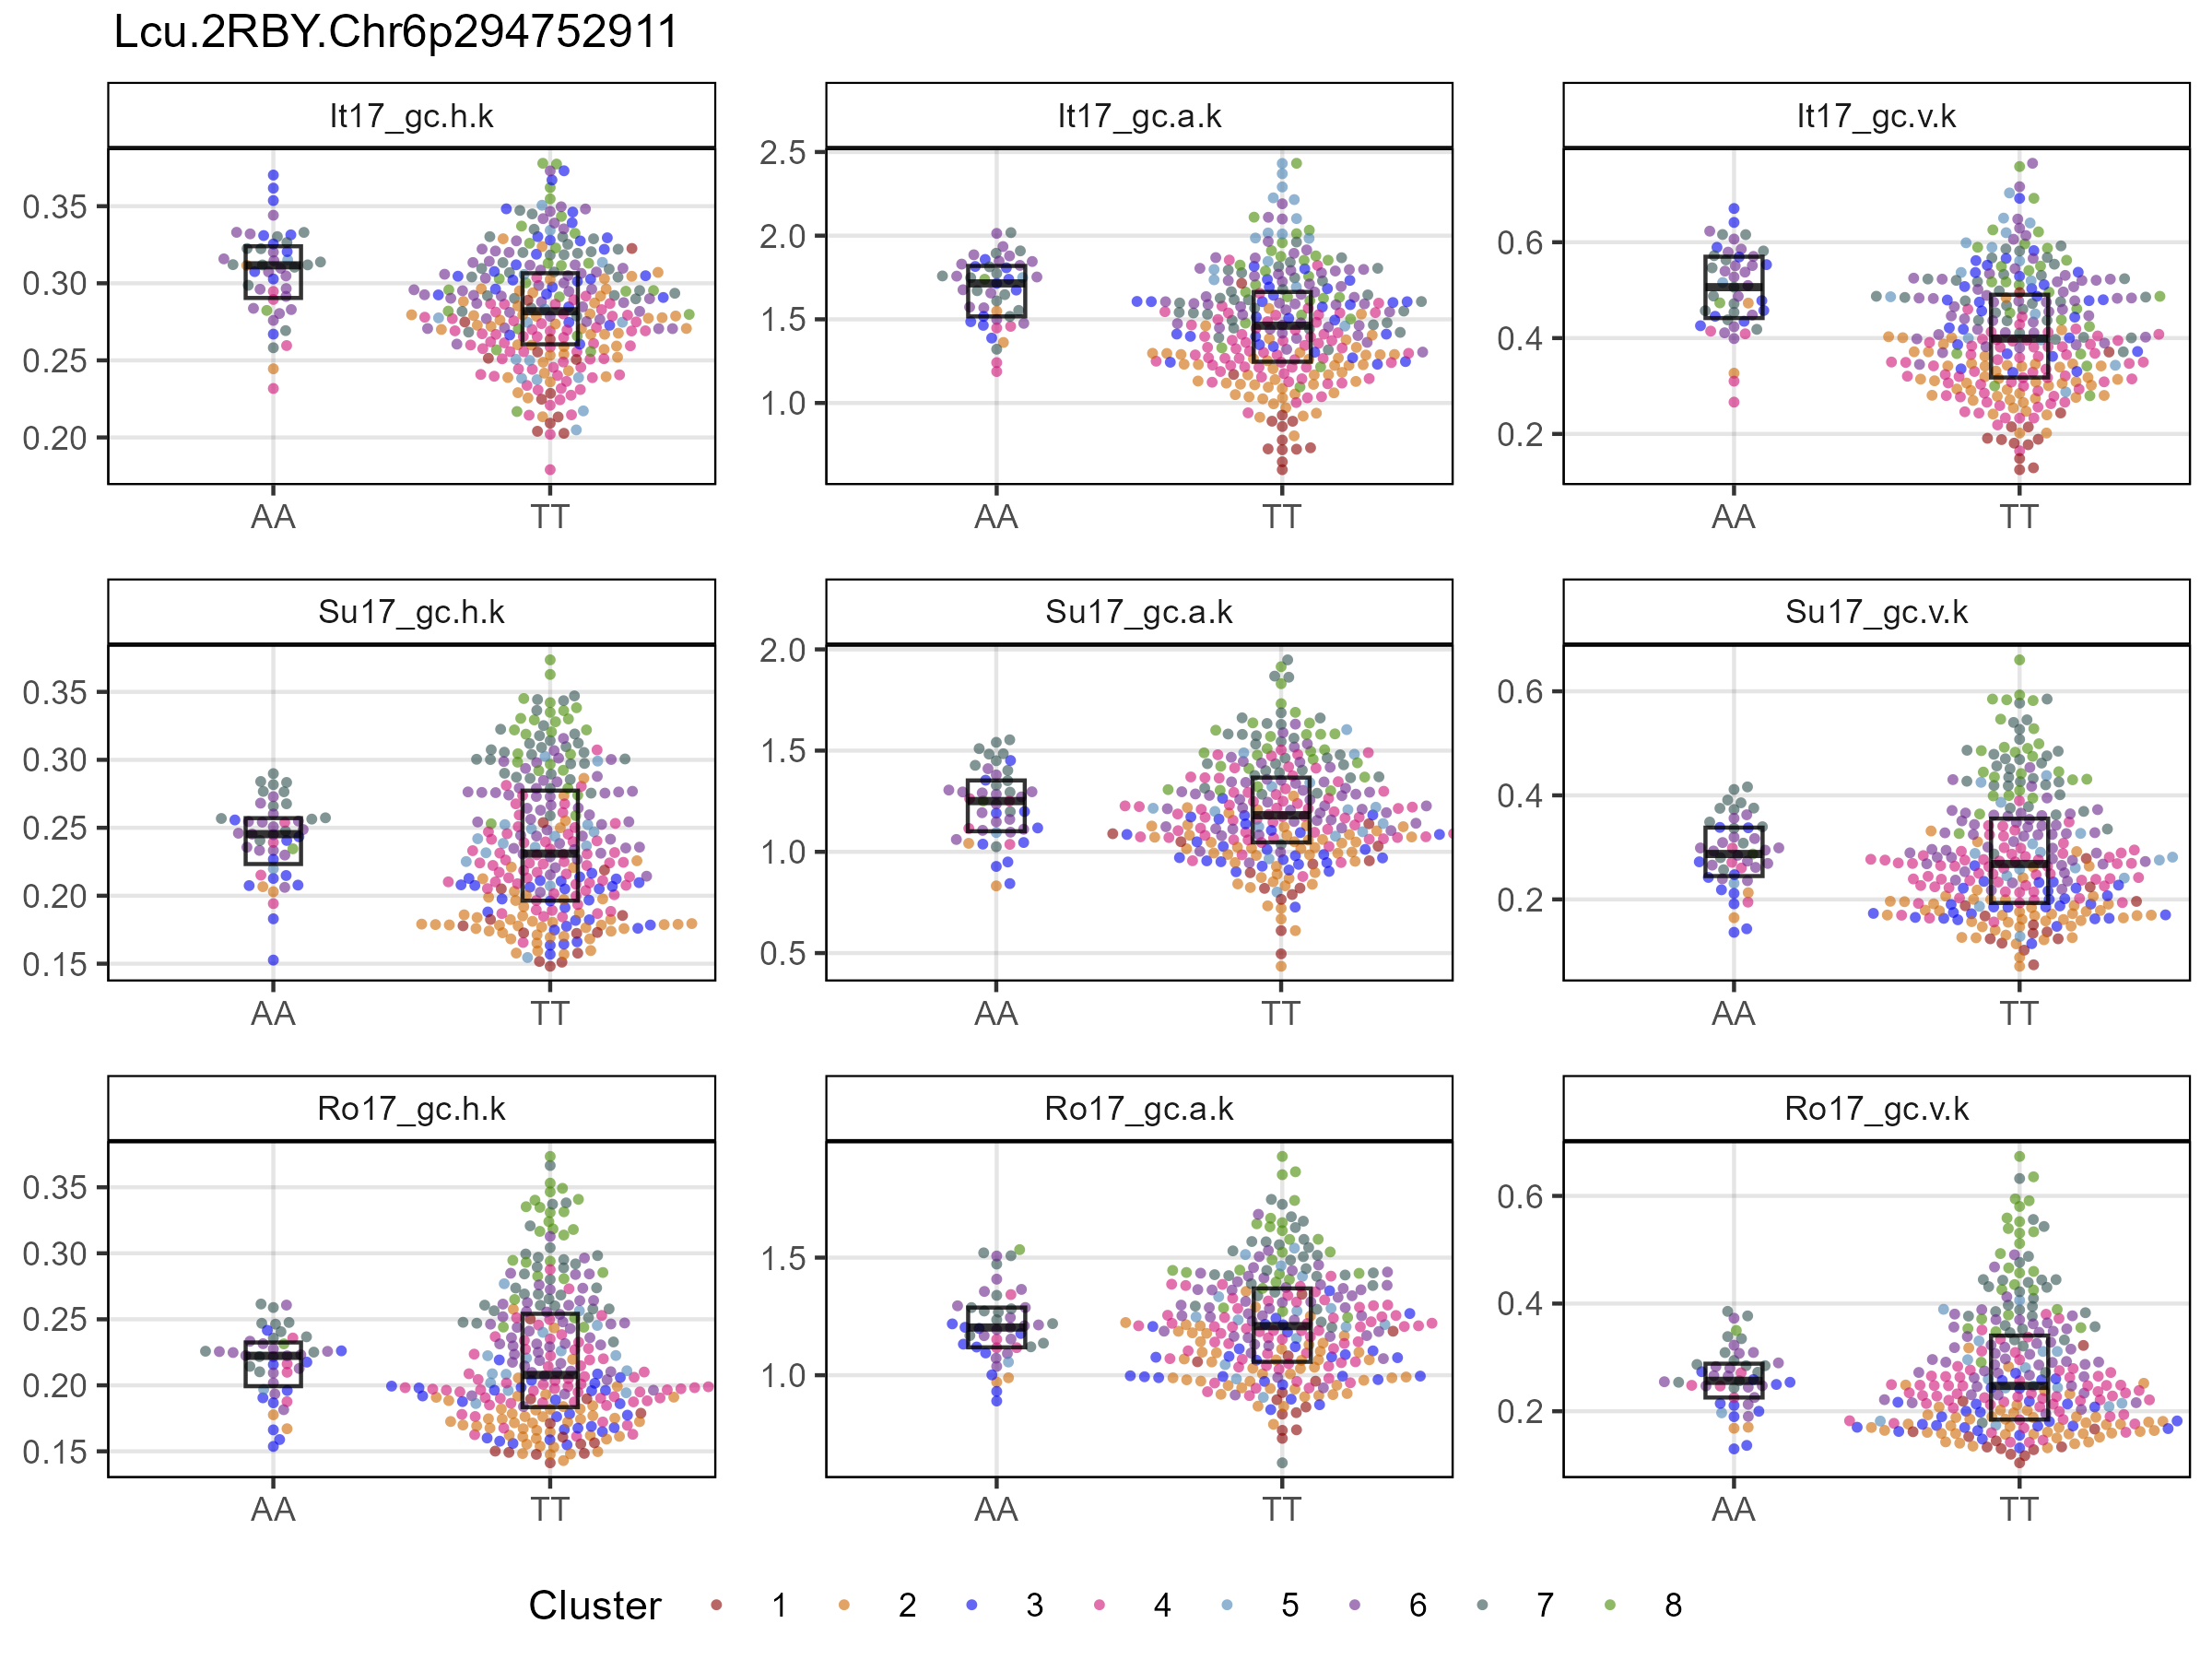 Lcu.2RBY.Chr6p294752911
It17_gc.h.k
It17_gc.a.k
It17_gc.v.k
0.35
0.30
0.25
0.20
2.5
2.0
1.5
1.0
0.6
0.4
0.2
AA
TT
AA
TT
AA
TT
Su17_gc.h.k
Su17_gc.a.k
Su17_gc.v.k
0.35
0.30
0.25
0.20
0.15
2.0
1.5
1.0
0.5
0.6
0.4
0.2
AA
TT
AA
TT
AA
TT
Ro17_gc.h.k
Ro17_gc.a.k
Ro17_gc.v.k
0.35
0.30
0.25
0.20
0.15
1.5
1.0
0.6
0.4
0.2
AA
TT
AA
TT
AA
TT
Cluster 1 2 3 4 5 6 7 8